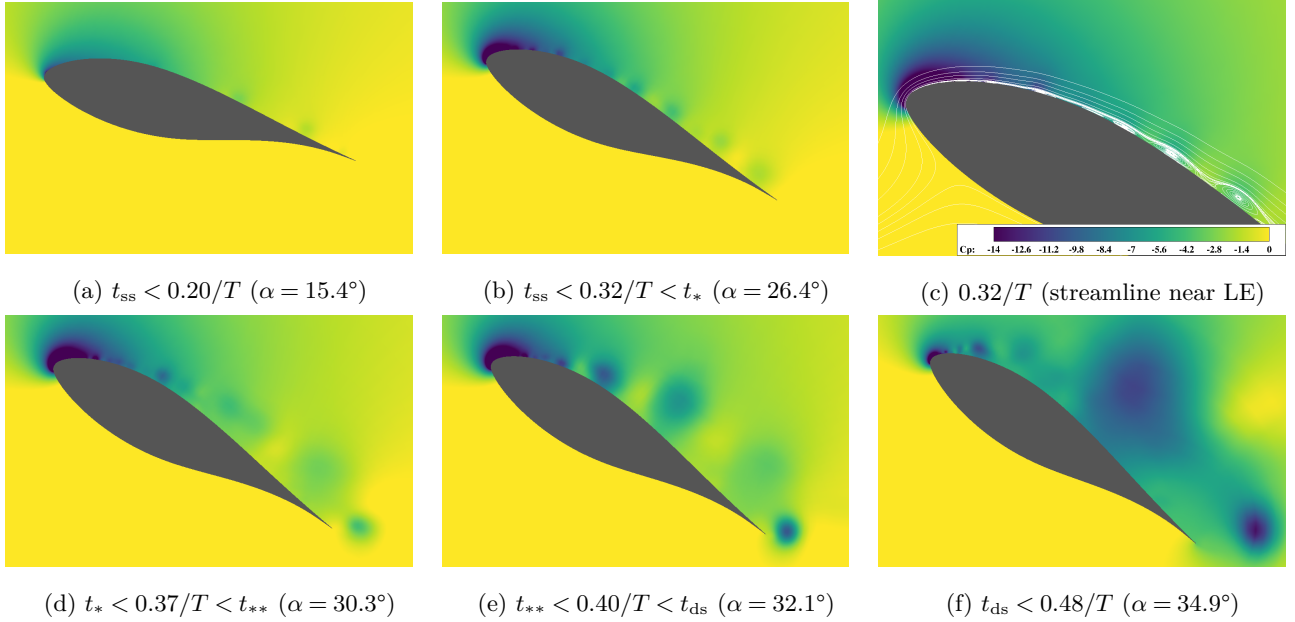 Cp: -14 -12.6 -11.2 -9.8 -8.4 -7 -5.6 -4.2 -2.8 -1.4 0
(a) t_ss < 0.20/T (α = 15.4°)
(b) t_ss < 0.32/T < t_* (α = 26.4°)
(c) 0.32/T (streamline near LE)
(d) t_* < 0.37/T < t_** (α = 30.3°)
(e) t_** < 0.40/T < t_ds (α = 32.1°)
(f) t_ds < 0.48/T (α = 34.9°)